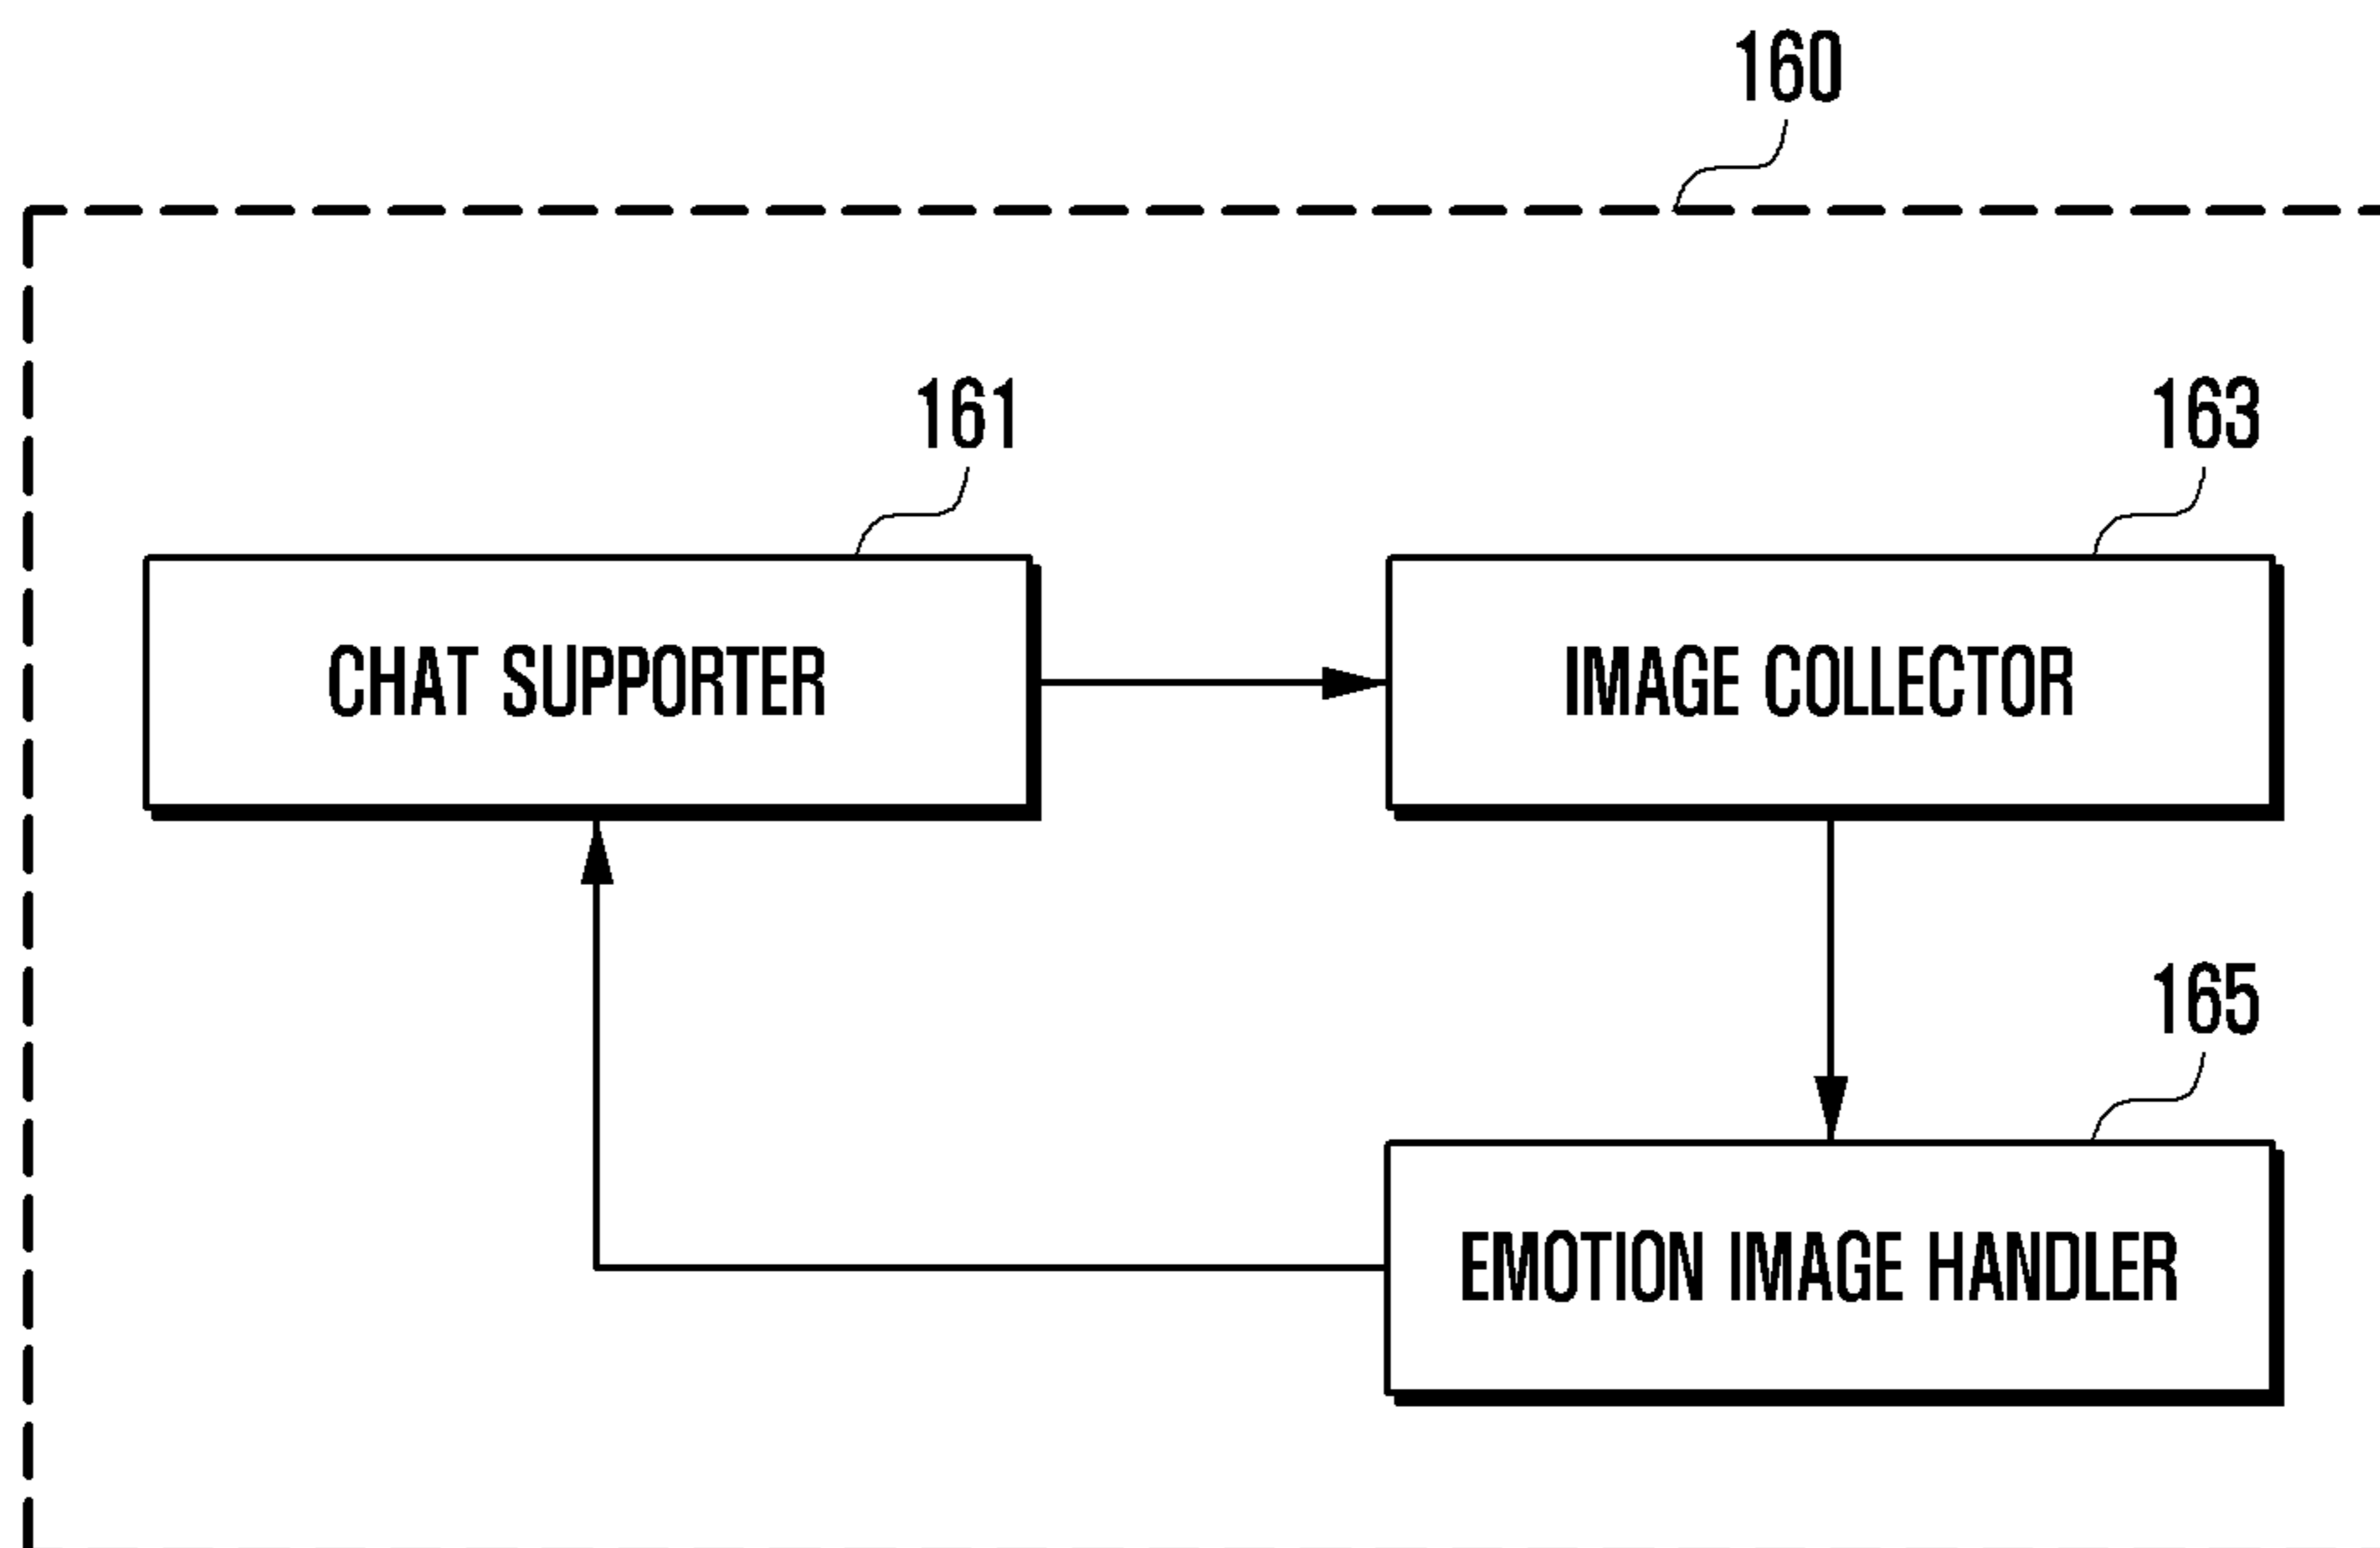 160
161
163
CHAT SUPPORTER
IMAGE COLLECTOR
165
EMOTION IMAGE HANDLER